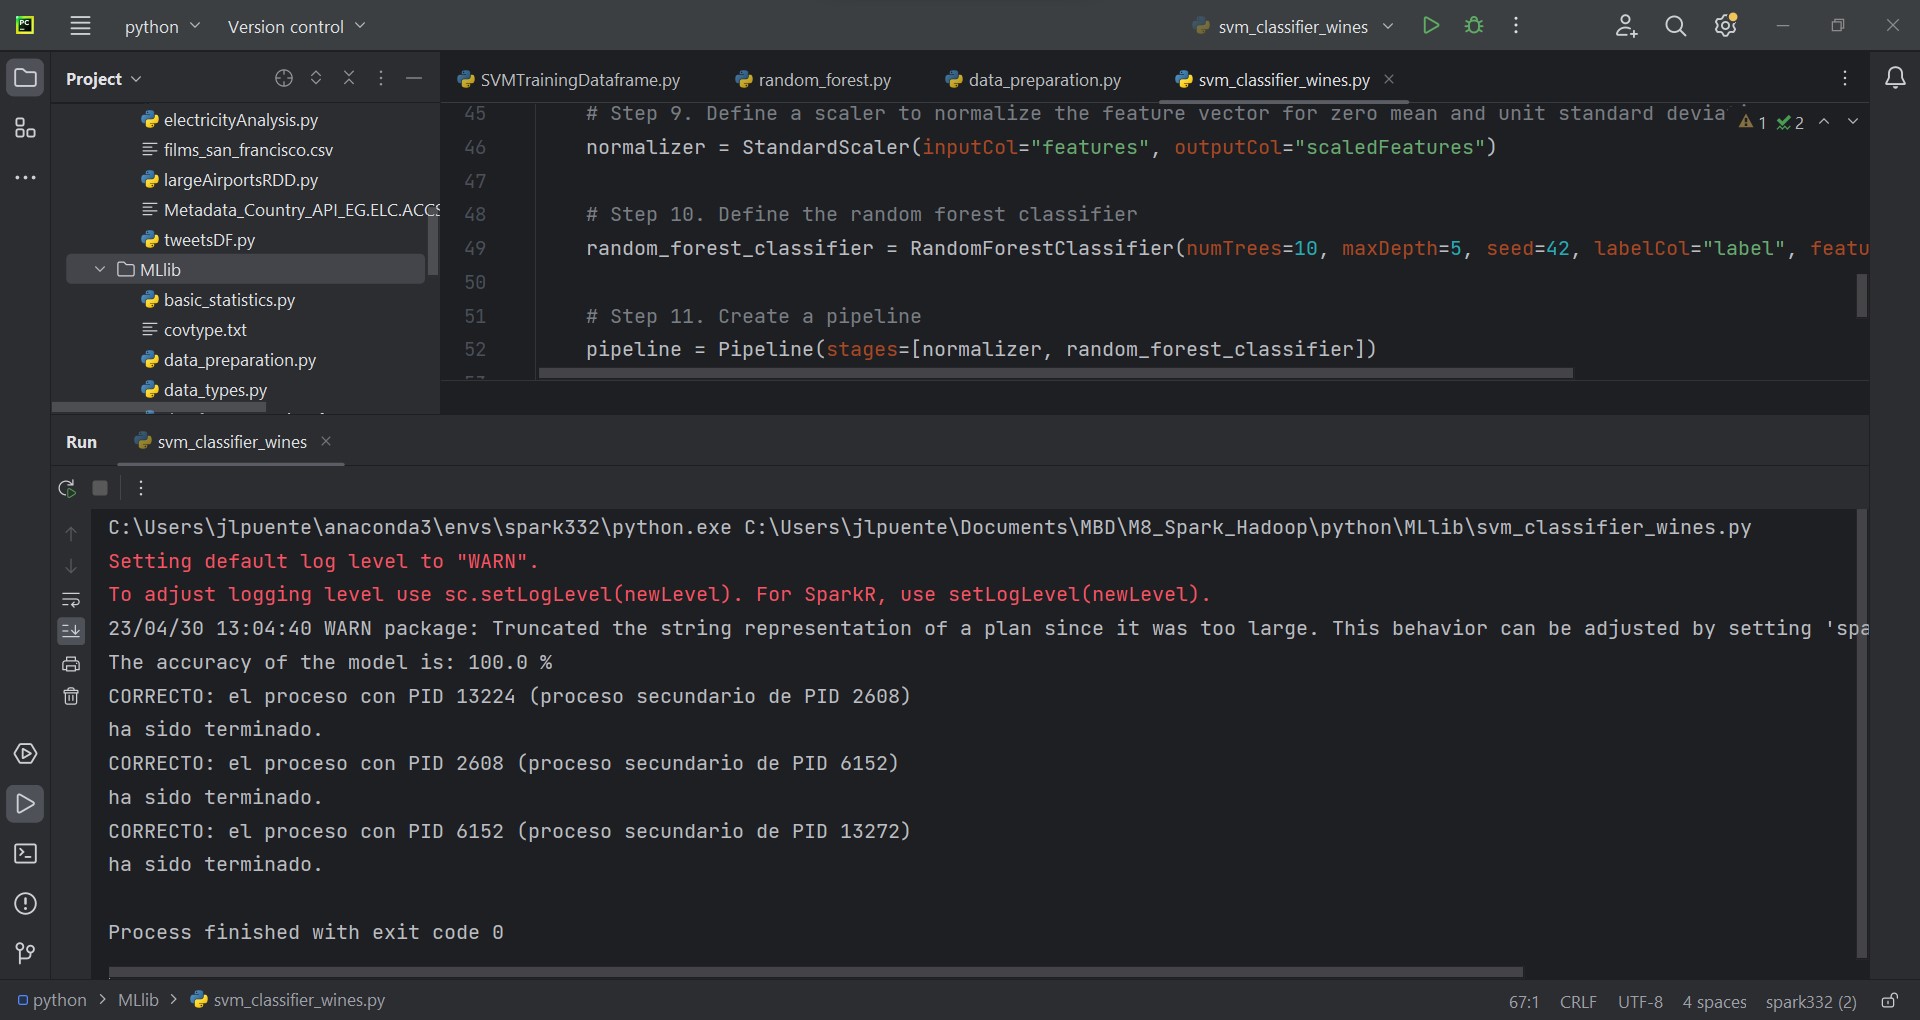 PC
python
Version control
svm_classifier_wines
Project
SVMTrainingDataframe.py
random_forest.py
data_preparation.py
svm_classifier_wines.py
electricityAnalysis.py
films_san_francisco.csv
largeAirportsRDD.py
Metadata_Country_API_EG.ELC.ACCS
tweetsDF.py
MLlib
basic_statistics.py
covtype.txt
data_preparation.py
data_types.py
45 # Step 9. Define a scaler to normalize the feature vector for zero mean and unit standard devia
1 2
46 normalizer = StandardScaler(inputCol="features", outputCol="scaledFeatures")
47
48 # Step 10. Define the random forest classifier
49 random_forest_classifier = RandomForestClassifier(numTrees=10, maxDepth=5, seed=42, labelCol="label", featu
50
51 # Step 11. Create a pipeline
52 pipeline = Pipeline(stages=[normalizer, random_forest_classifier])
Run
svm_classifier_wines
C:\Users\jlpuente\anaconda3\envs\spark332\python.exe C:\Users\jlpuente\Documents\MBD\M8_Spark_Hadoop\python\MLlib\svm_classifier_wines.py
Setting default log level to "WARN".
To adjust logging level use sc.setLogLevel(newLevel). For SparkR, use setLogLevel(newLevel).
23/04/30 13:04:40 WARN package: Truncated the string representation of a plan since it was too large. This behavior can be adjusted by setting 'spa
The accuracy of the model is: 100.0 %
CORRECTO: el proceso con PID 13224 (proceso secundario de PID 2608)
ha sido terminado.
CORRECTO: el proceso con PID 2608 (proceso secundario de PID 6152)
ha sido terminado.
CORRECTO: el proceso con PID 6152 (proceso secundario de PID 13272)
ha sido terminado.
Process finished with exit code 0
python > MLlib > svm_classifier_wines.py
67:1 CRLF UTF-8 4 spaces spark332 (2)